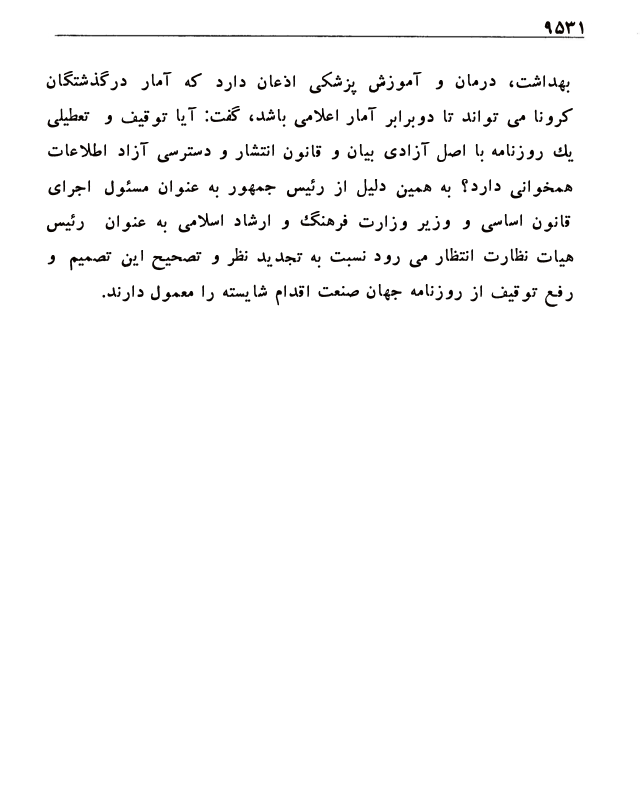 ۹۵۳۱
بهداشت، درمان و آموزش پزشکی اذعان دارد که آمار درگذشتگان
کرونا می تواند تا دوبرابر آمار اعلامی باشد، گفت: آیا توقیف و تعطیلی
یك روزنامه با اصل آزادی بیان و قانون انتشار و دسترسی آزاد اطلاعات
همخوانی دارد؟ به همین دلیل از رئیس جمهور به عنوان مسئول اجرای
قانون اساسی و وزیر وزارت فرهنگ و ارشاد اسلامی به عنوان رئیس
هیات نظارت انتظار می رود نسبت به تجدید نظر و تصحیح این تصمیم و
رفع توقیف از روزنامه جهان صنعت اقدام شایسته را معمول دارند.